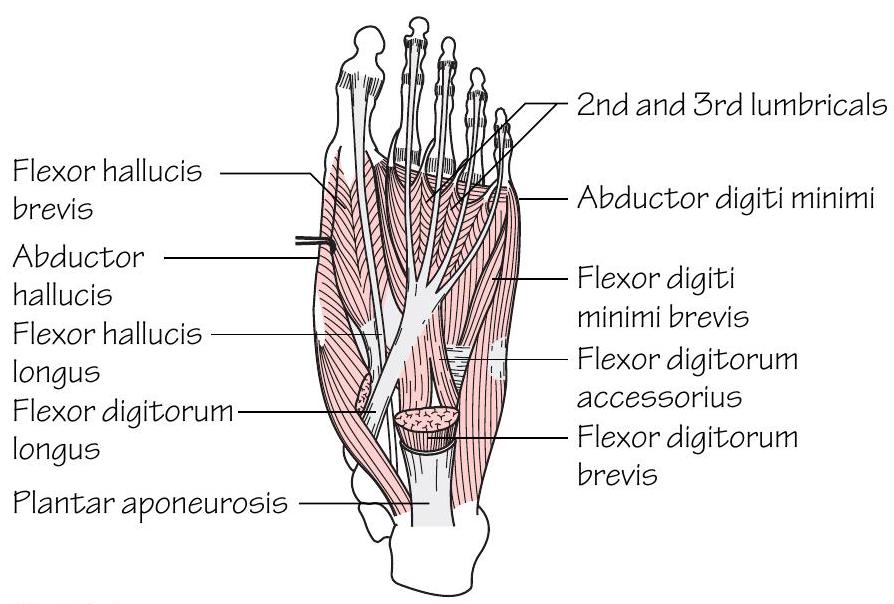 2nd and 3rd lumbricals
Flexor hallucis
brevis
Abductor digiti minimi
Abductor
hallucis
Flexor digiti
minimi brevis
Flexor hallucis
longus
Flexor digitorum
accessorius
Flexor digitorum
longus
Flexor digitorum
brevis
Plantar aponeurosis